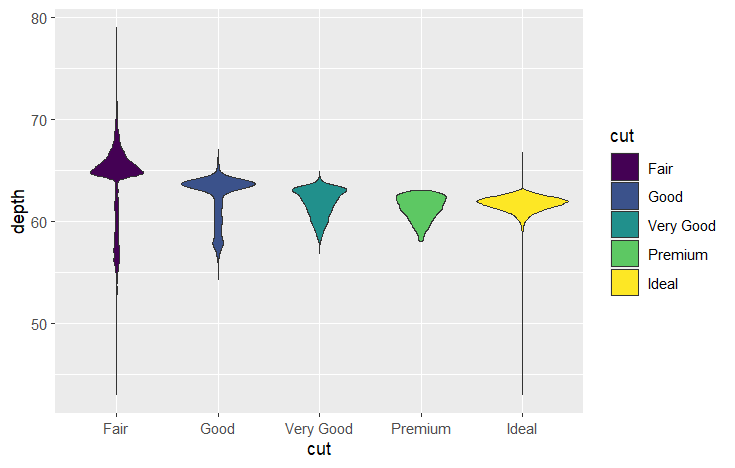 80
70
60
50
depth
Fair
Good
Very Good
Premium
Ideal
cut
cut
Fair
Good
Very Good
Premium
Ideal